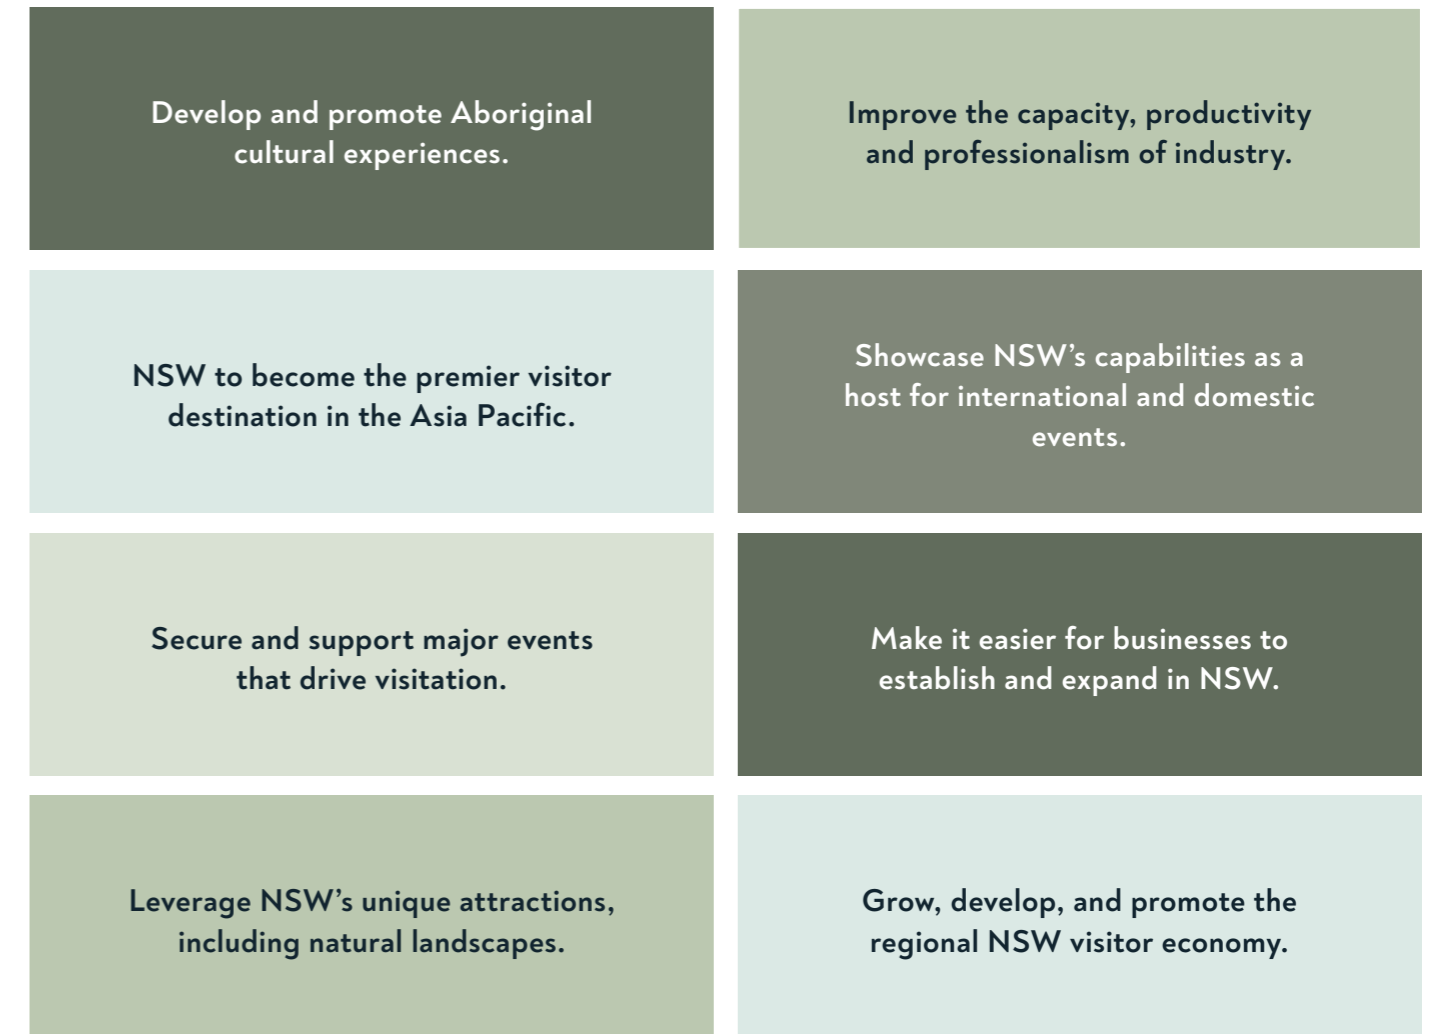 Develop and promote Aboriginal
cultural experiences.
Improve the capacity, productivity
and professionalism of industry.
NSW to become the premier visitor
destination in the Asia Pacific.
Showcase NSW’s capabilities as a
host for international and domestic
events.
Secure and support major events
that drive visitation.
Make it easier for businesses to
establish and expand in NSW.
Leverage NSW’s unique attractions,
including natural landscapes.
Grow, develop, and promote the
regional NSW visitor economy.